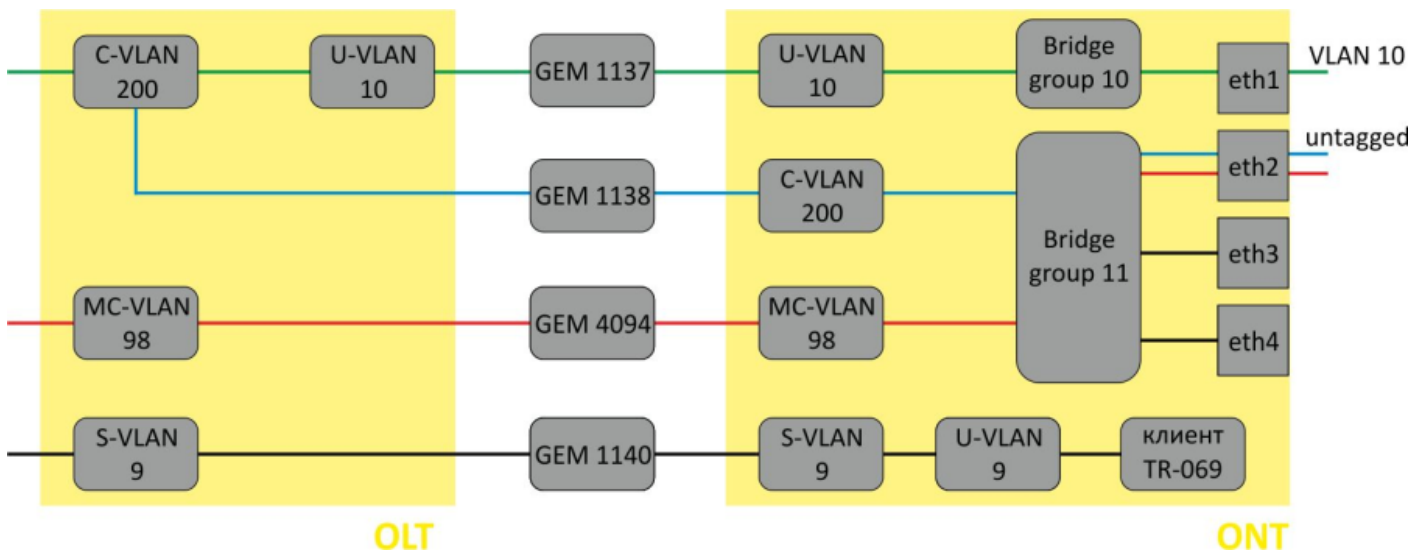 C-VLAN
200
U-VLAN
10
GEM 1137
U-VLAN
10
Bridge
group 10
eth1
VLAN 10
GEM 1138
C-VLAN
200
Bridge
group 11
eth2
untagged
eth3
MC-VLAN
98
GEM 4094
MC-VLAN
98
eth4
S-VLAN
9
GEM 1140
S-VLAN
9
U-VLAN
9
клиент
TR-069
OLT
ONT